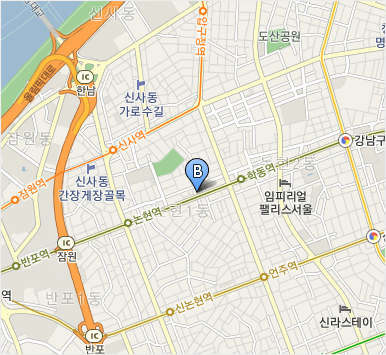 신사동
압구정역
도산공원
올림픽대로
IC
한남
신사동
가로수길
잠원동
신사역
강남구
B
학동역
신사동
간장게장골목
잠원역
임피리얼
팰리스서울
논현역
현1동
IC
잠원
반포역
언주역
반포1동
신논현역
역
신라스테이
IC
반포